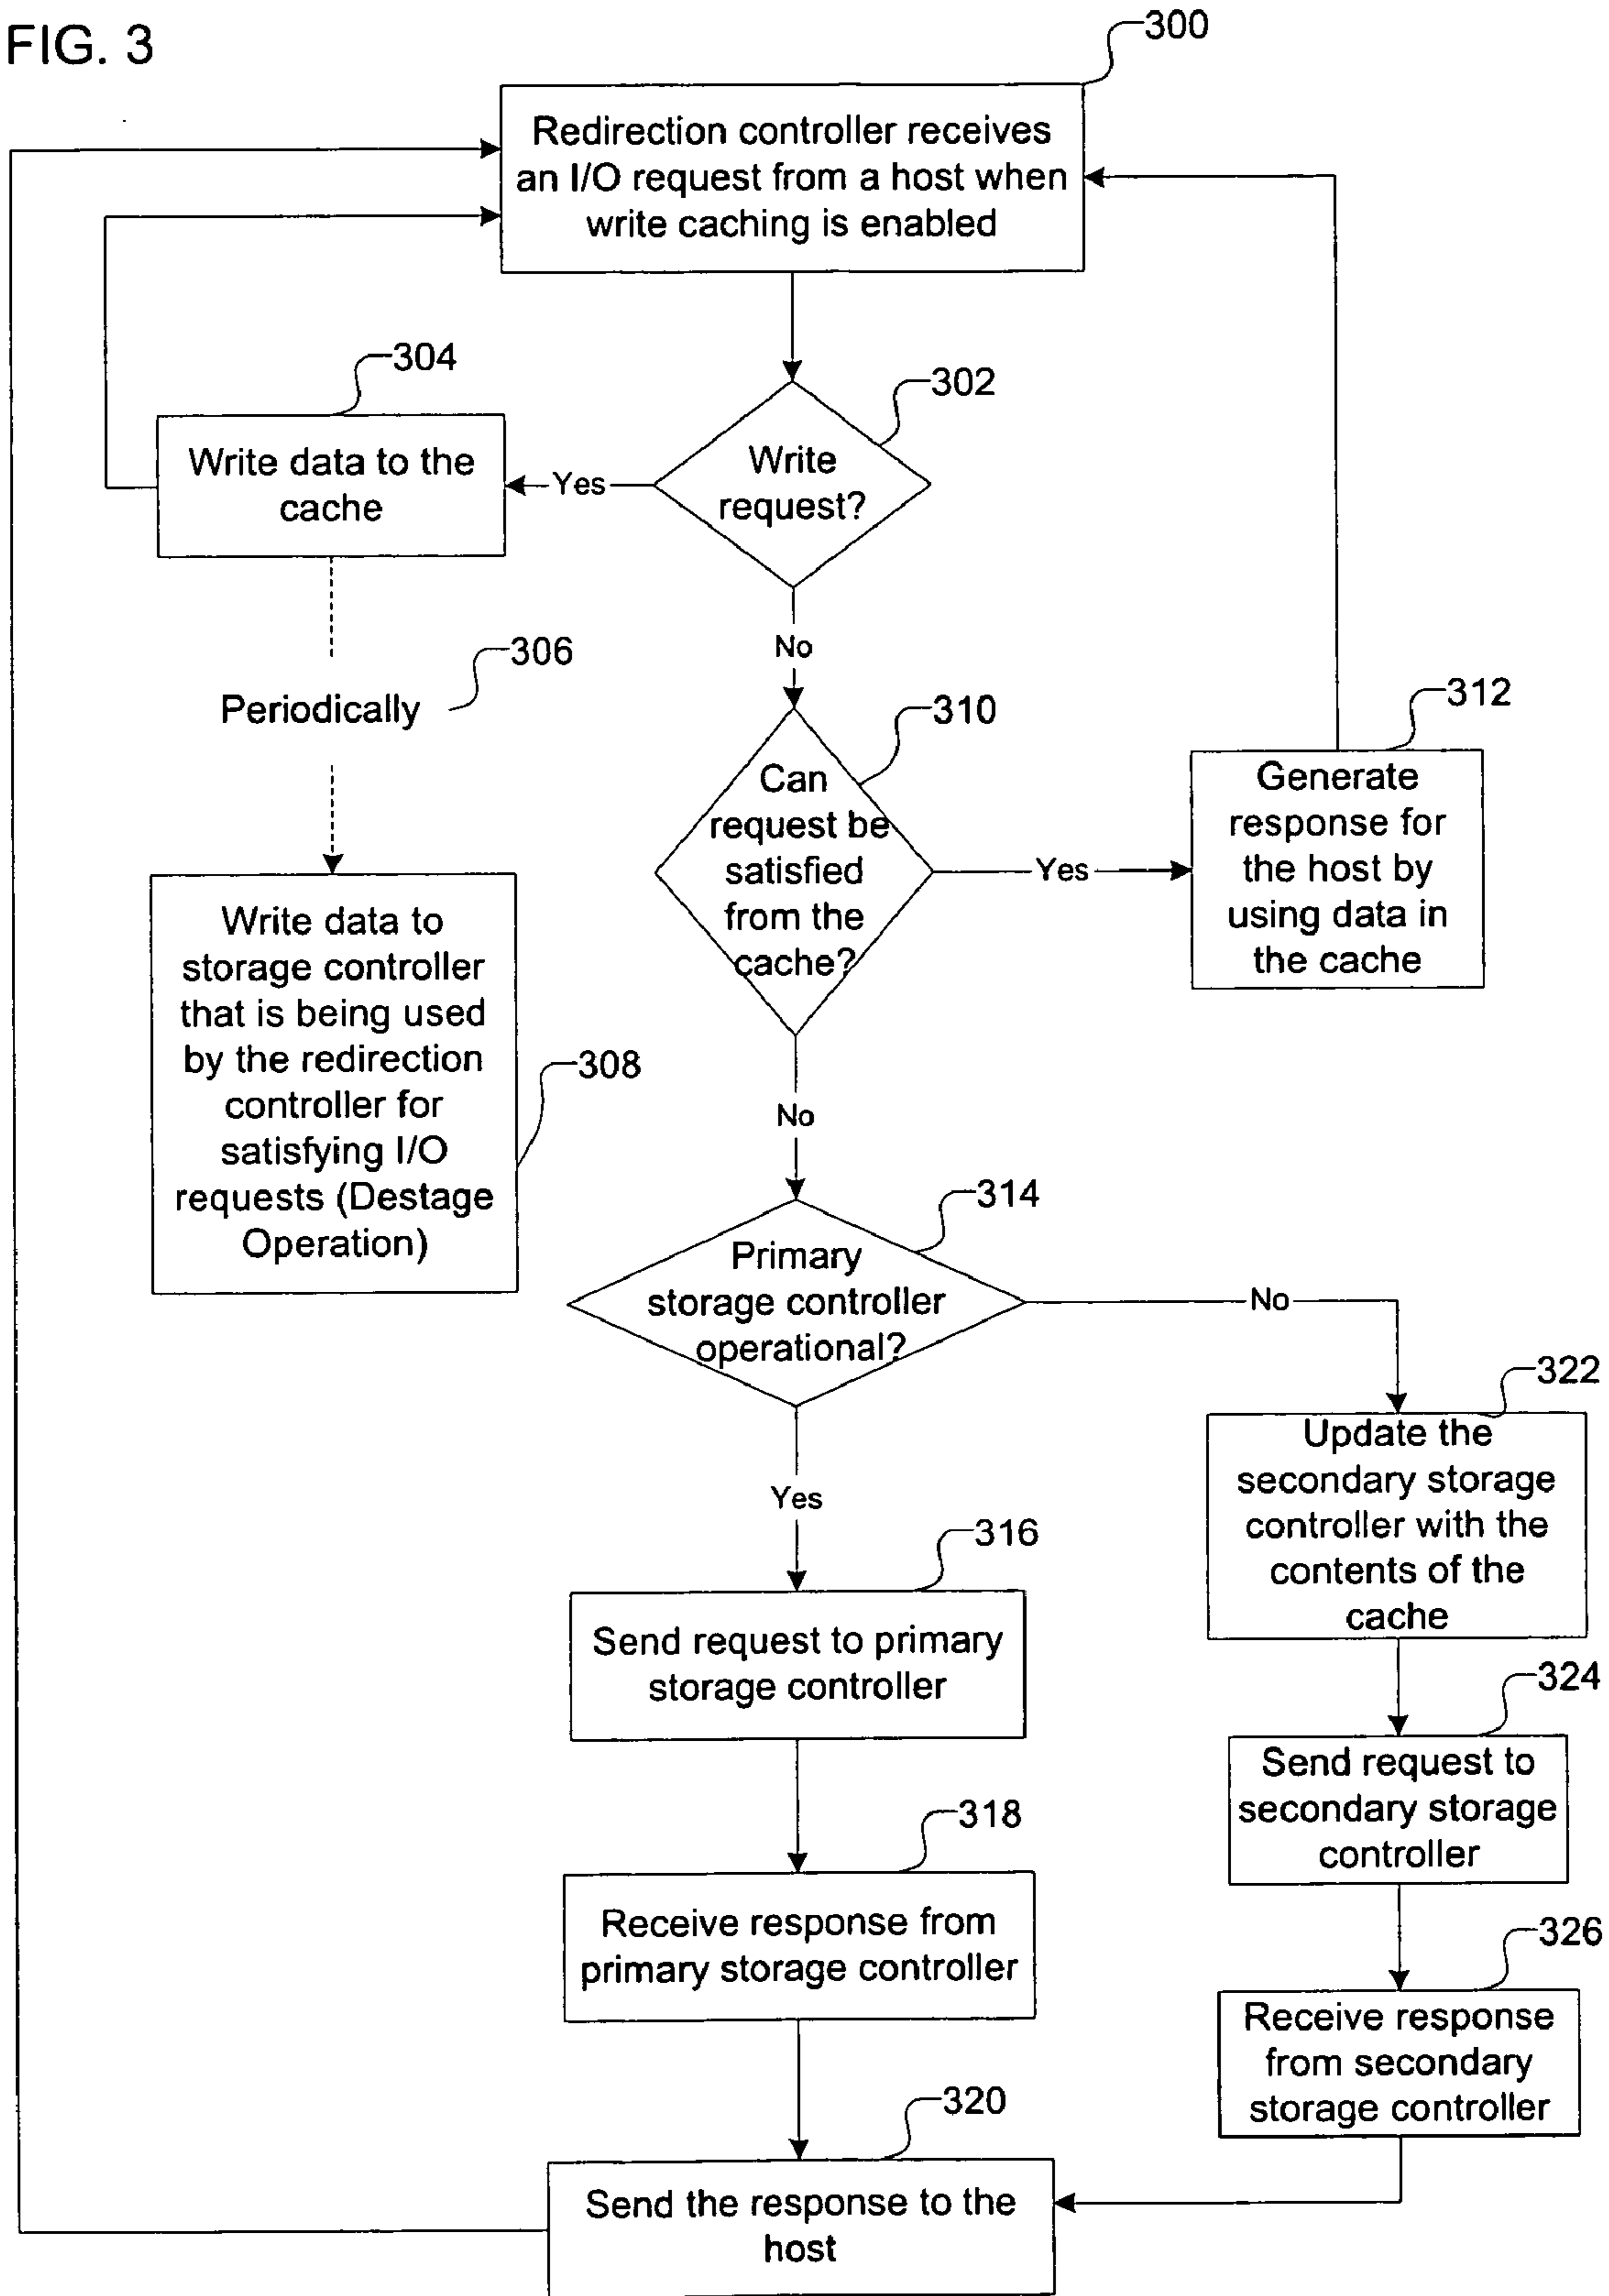 FIG. 3
300
Redirection controller receives
an I/O request from a host when
write caching is enabled
304
302
Write data to the
cache
Yes
Write
request?
No
306
Periodically
310
312
Can
request be
satisfied
from the
cache?
Yes
Generate
response for
the host by
using data in
the cache
Write data to
storage controller
that is being used
by the redirection
controller for
satisfying I/O
requests (Destage
Operation)
308
No
314
Primary
storage controller
operational?
No
322
Update the
secondary storage
controller with the
contents of the
cache
Yes
316
Send request to primary
storage controller
324
Send request to
secondary storage
controller
318
Receive response from
primary storage controller
326
Receive response
from secondary
storage controller
320
Send the response to the
host